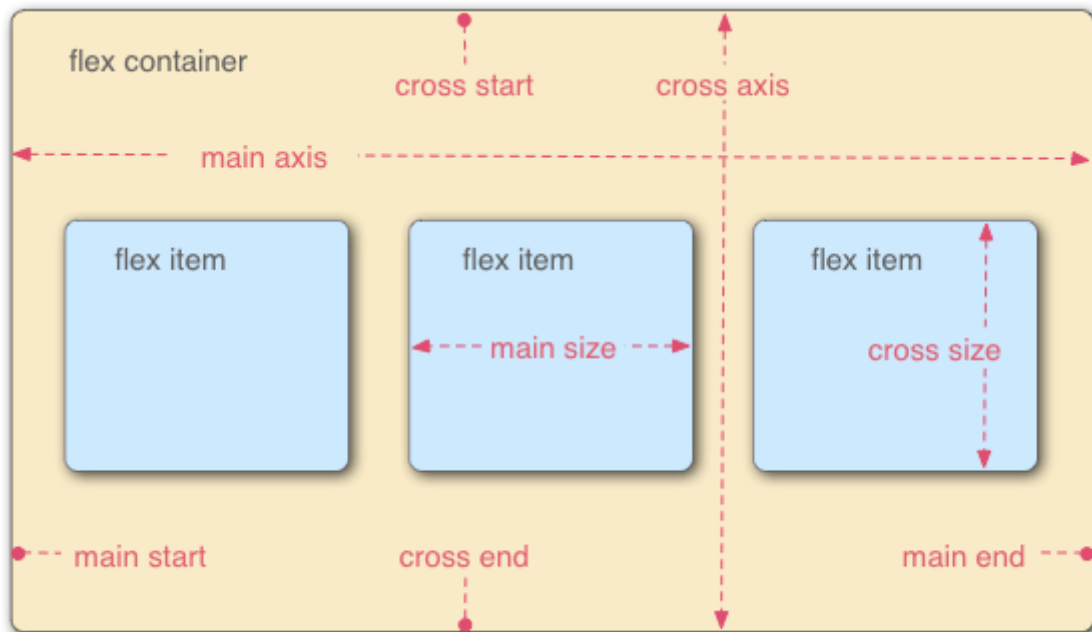 flex container
cross start
cross axis
main axis
flex item
flex item
flex item
main size
cross size
main start
cross end
main end